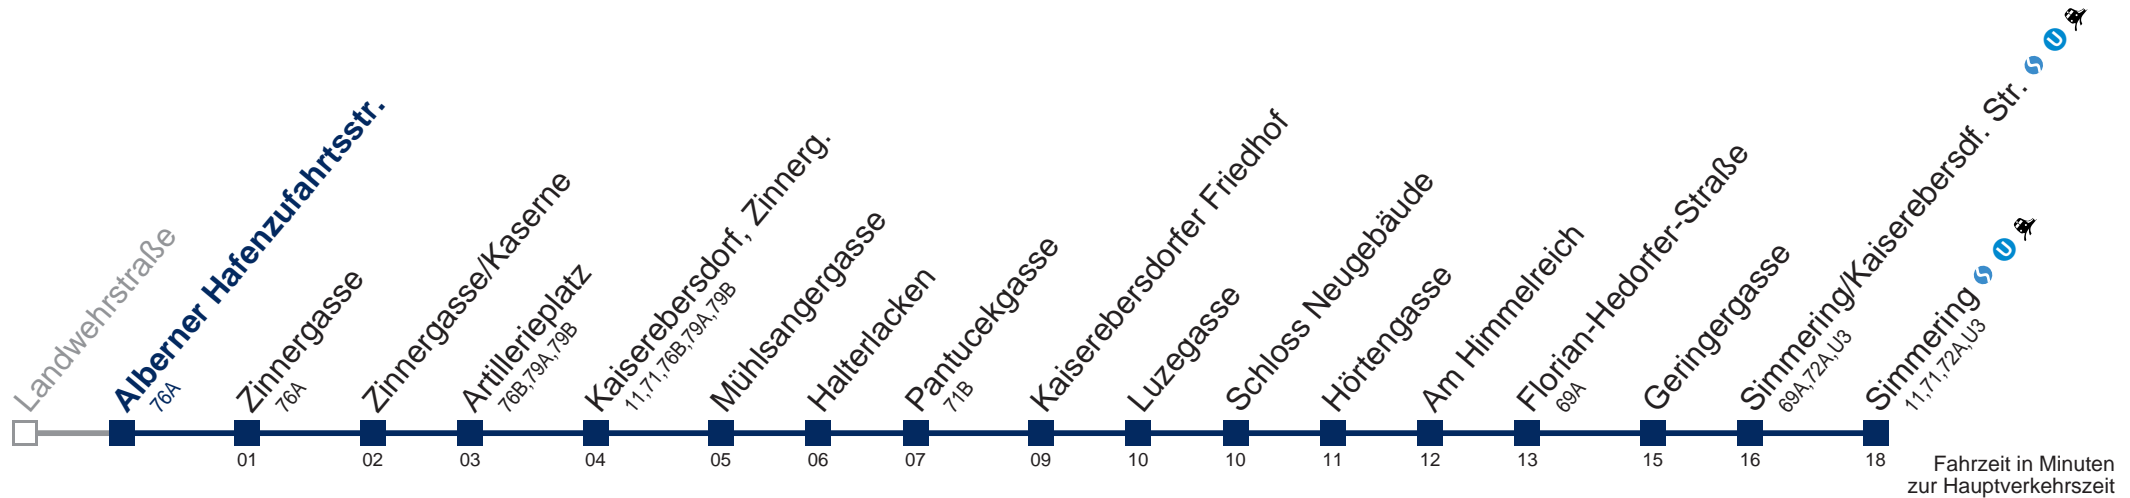 Landwehrstraße
Alberner Hafenzufahrtsstr.
76A
Zinnergasse
76A
01
Zinnergasse/Kaserne
02
Artillerieplatz
76B,79A,79B
03
Kaiserebersdorf, Zinnerg.
11,71,76B,79A,79B
04
Mühlsangergasse
05
Halterlacken
06
Pantucekgasse
71B
07
Kaiserebersdorfer Friedhof
09
Luzegasse
10
Schloss Neugebäude
10
Hörtengasse
11
Am Himmelreich
12
Florian-Hedorfer-Straße
69A
13
Geringergasse
15
Simmering/Kaiserebersdf. Str. S U
69A,72A,U3
16
Simmering S U
11,71,72A,U3
18
Fahrzeit in Minuten
zur Hauptverkehrszeit